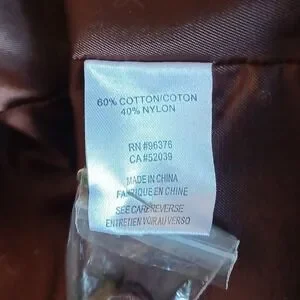 60% COTTON/COTON
40% NYLON
RN #96376
CA #52039
MADE IN CHINA
FABRIQUE EN CHINE
SEE CARE REVERSE
ENTRETIEN VOIR AU VERSO